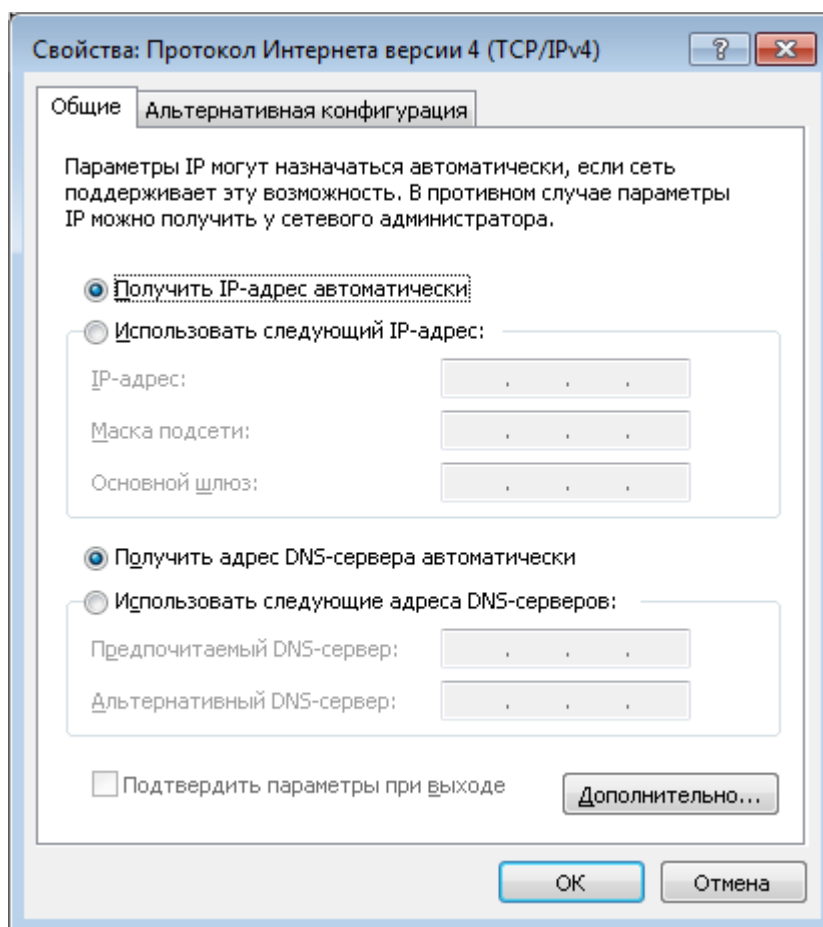 Свойства: Протокол Интернета версии 4 (TCP/IPv4)
Общие
Альтернативная конфигурация
Параметры IP могут назначаться автоматически, если сеть
поддерживает эту возможность. В противном случае параметры
IP можно получить у сетевого администратора.
Получить IP-адрес автоматически
Использовать следующий IP-адрес:
IP-адрес:
Маска подсети:
Основной шлюз:
Получить адрес DNS-сервера автоматически
Использовать следующие адреса DNS-серверов:
Предпочитаемый DNS-сервер:
Альтернативный DNS-сервер:
Подтвердить параметры при выходе
Дополнительно...
ОК
Отмена